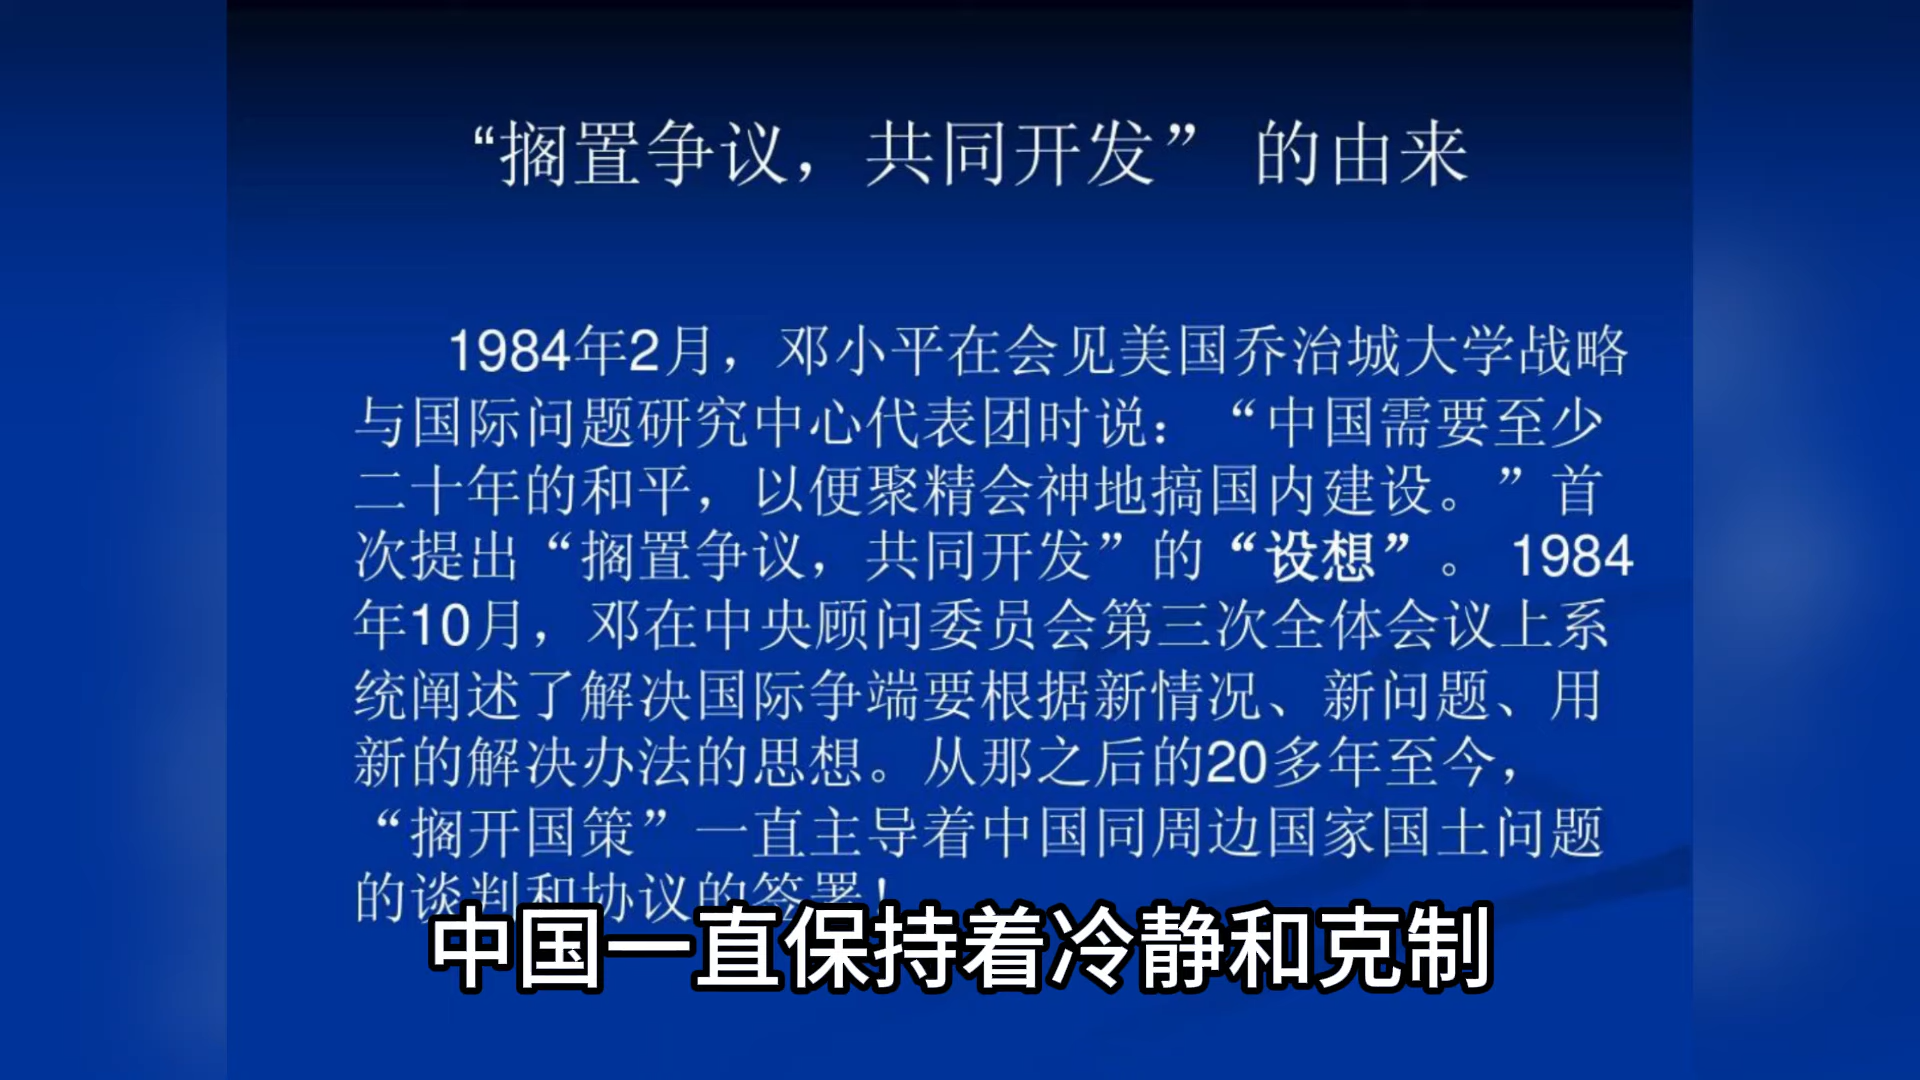 “搁置争议，共同开发” 的由来
1984年2月，邓小平在会见美国乔治城大学战略
与国际问题研究中心代表团时说：“中国需要至少
二十年的和平，以便聚精会神地搞国内建设。”首
次提出“搁置争议，共同开发”的“设想”。 1984
年10月，邓在中央顾问委员会第三次全体会议上系
统阐述了解决国际争端要根据新情况、新问题、用
新的解决办法的思想。从那之后的20多年至今，
“搁开国策”一直主导着中国同周边国家国土问题
的谈判和协议的签署！
中国一直保持着冷静和克制